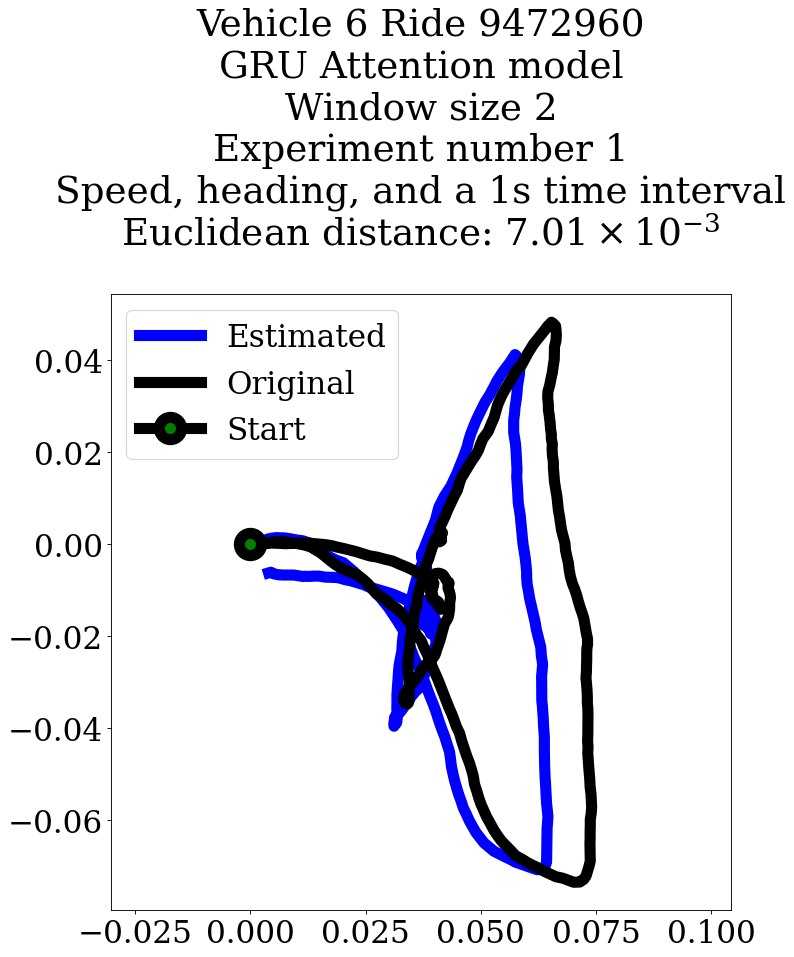 Vehicle 6 Ride 9472960
GRU Attention model
Window size 2
Experiment number 1
Speed, heading, and a 1s time interval
Euclidean distance: 7.01 × 10⁻³
Estimated
Original
Start
0.04
0.02
0.00
−0.02
−0.04
−0.06
−0.025 0.000 0.025 0.050 0.075 0.100